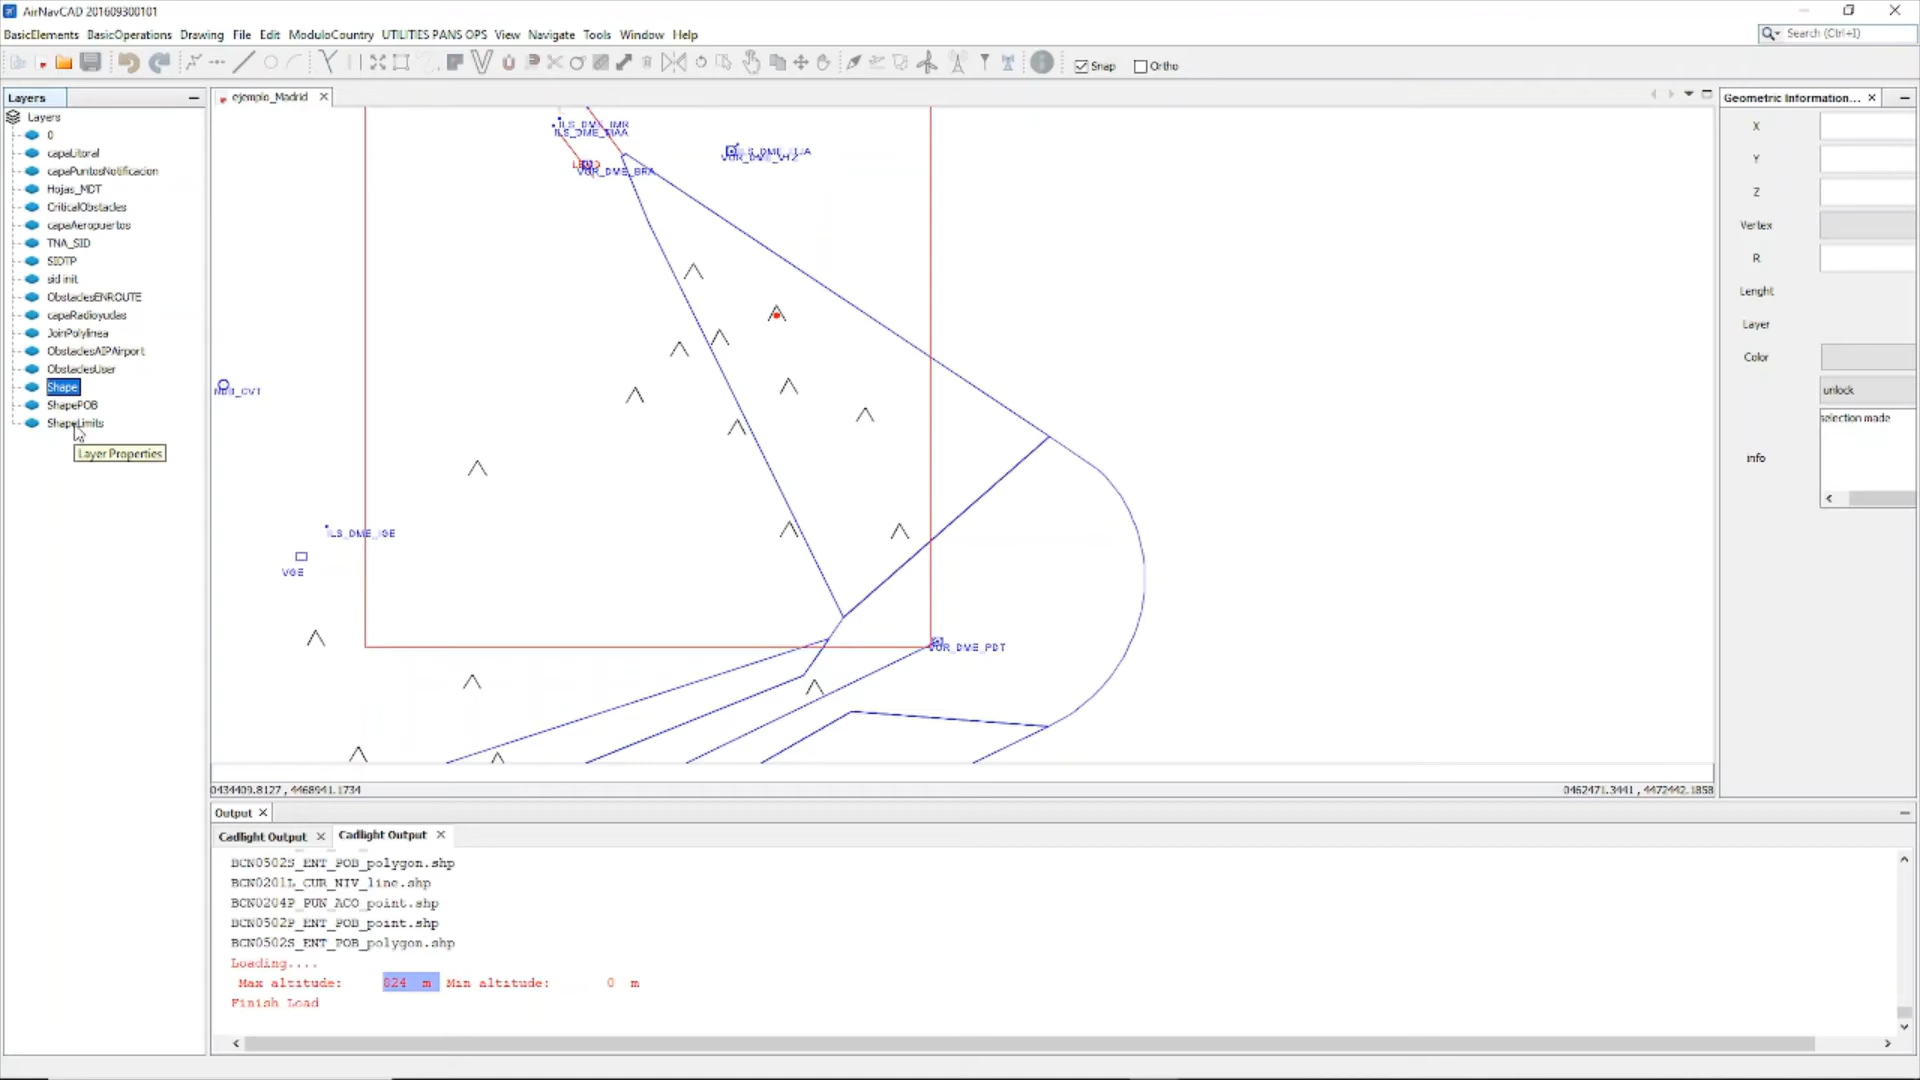 AirNavCAD 201609300101
BasicElements BasicOperations Drawing File Edit ModuloCountry UTILITIES PANS OPS View Navigate Tools Window Help
Search (Ctrl+I)
Snap Ortho
Layers
ejemplo_Madrid
Geometric Information...
Layers
0
capaLitoral
capaPuntosNotificacion
Hojas_MDT
CriticalObstacles
capaAeropuertos
TNA_SID
SIDTP
sid init
ObstaclesENROUTE
capaRadioyudas
JoinPolylinea
ObstaclesAIPAirport
ObstaclesUser
Shape
ShapePOB
ShapeLimits
Layer Properties
ILS_DME_IMR
VOR_DME_BRA
NDB_CVT
ILS_DME_IGE
VGE
VOR_DME_PDT
X
Y
Z
Vertex
R
Lenght
Layer
Color
unlock
selection made
info
0434409.8127 , 4468941.1734
0462471.3441 , 4472442.1858
Output
Cadlight Output Cadlight Output
BCN0502S_ENT_POB_polygon.shp
BCN0201L_CUR_NIV_line.shp
BCN0204P_PUN_ACO_point.shp
BCN0502P_ENT_POB_point.shp
BCN0502S_ENT_POB_polygon.shp
Loading....
Max altitude: 824 m Min altitude: 0 m
Finish Load